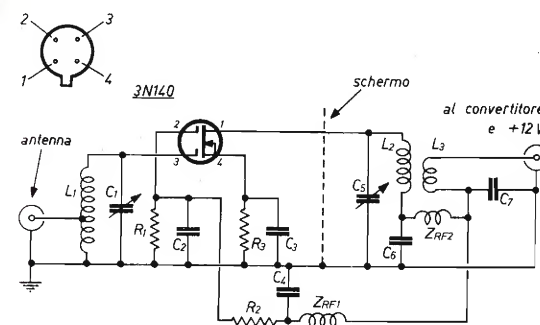 2
3
1
4
3N140
schermo
al convertitore
e +12 V
antenna
2
1
3
4
L1
C1
R1
C2
R3
C3
C5
L2
L3
C7
C6
ZRF2
C4
R2
ZRF1